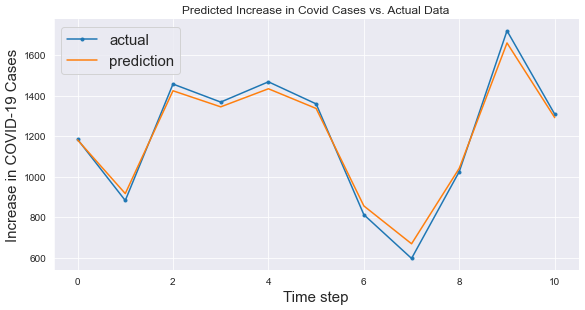 Predicted Increase in Covid Cases vs. Actual Data
actual
prediction
Increase in COVID-19 Cases
1600
1400
1200
1000
800
600
0 2 4 6 8 10
Time step